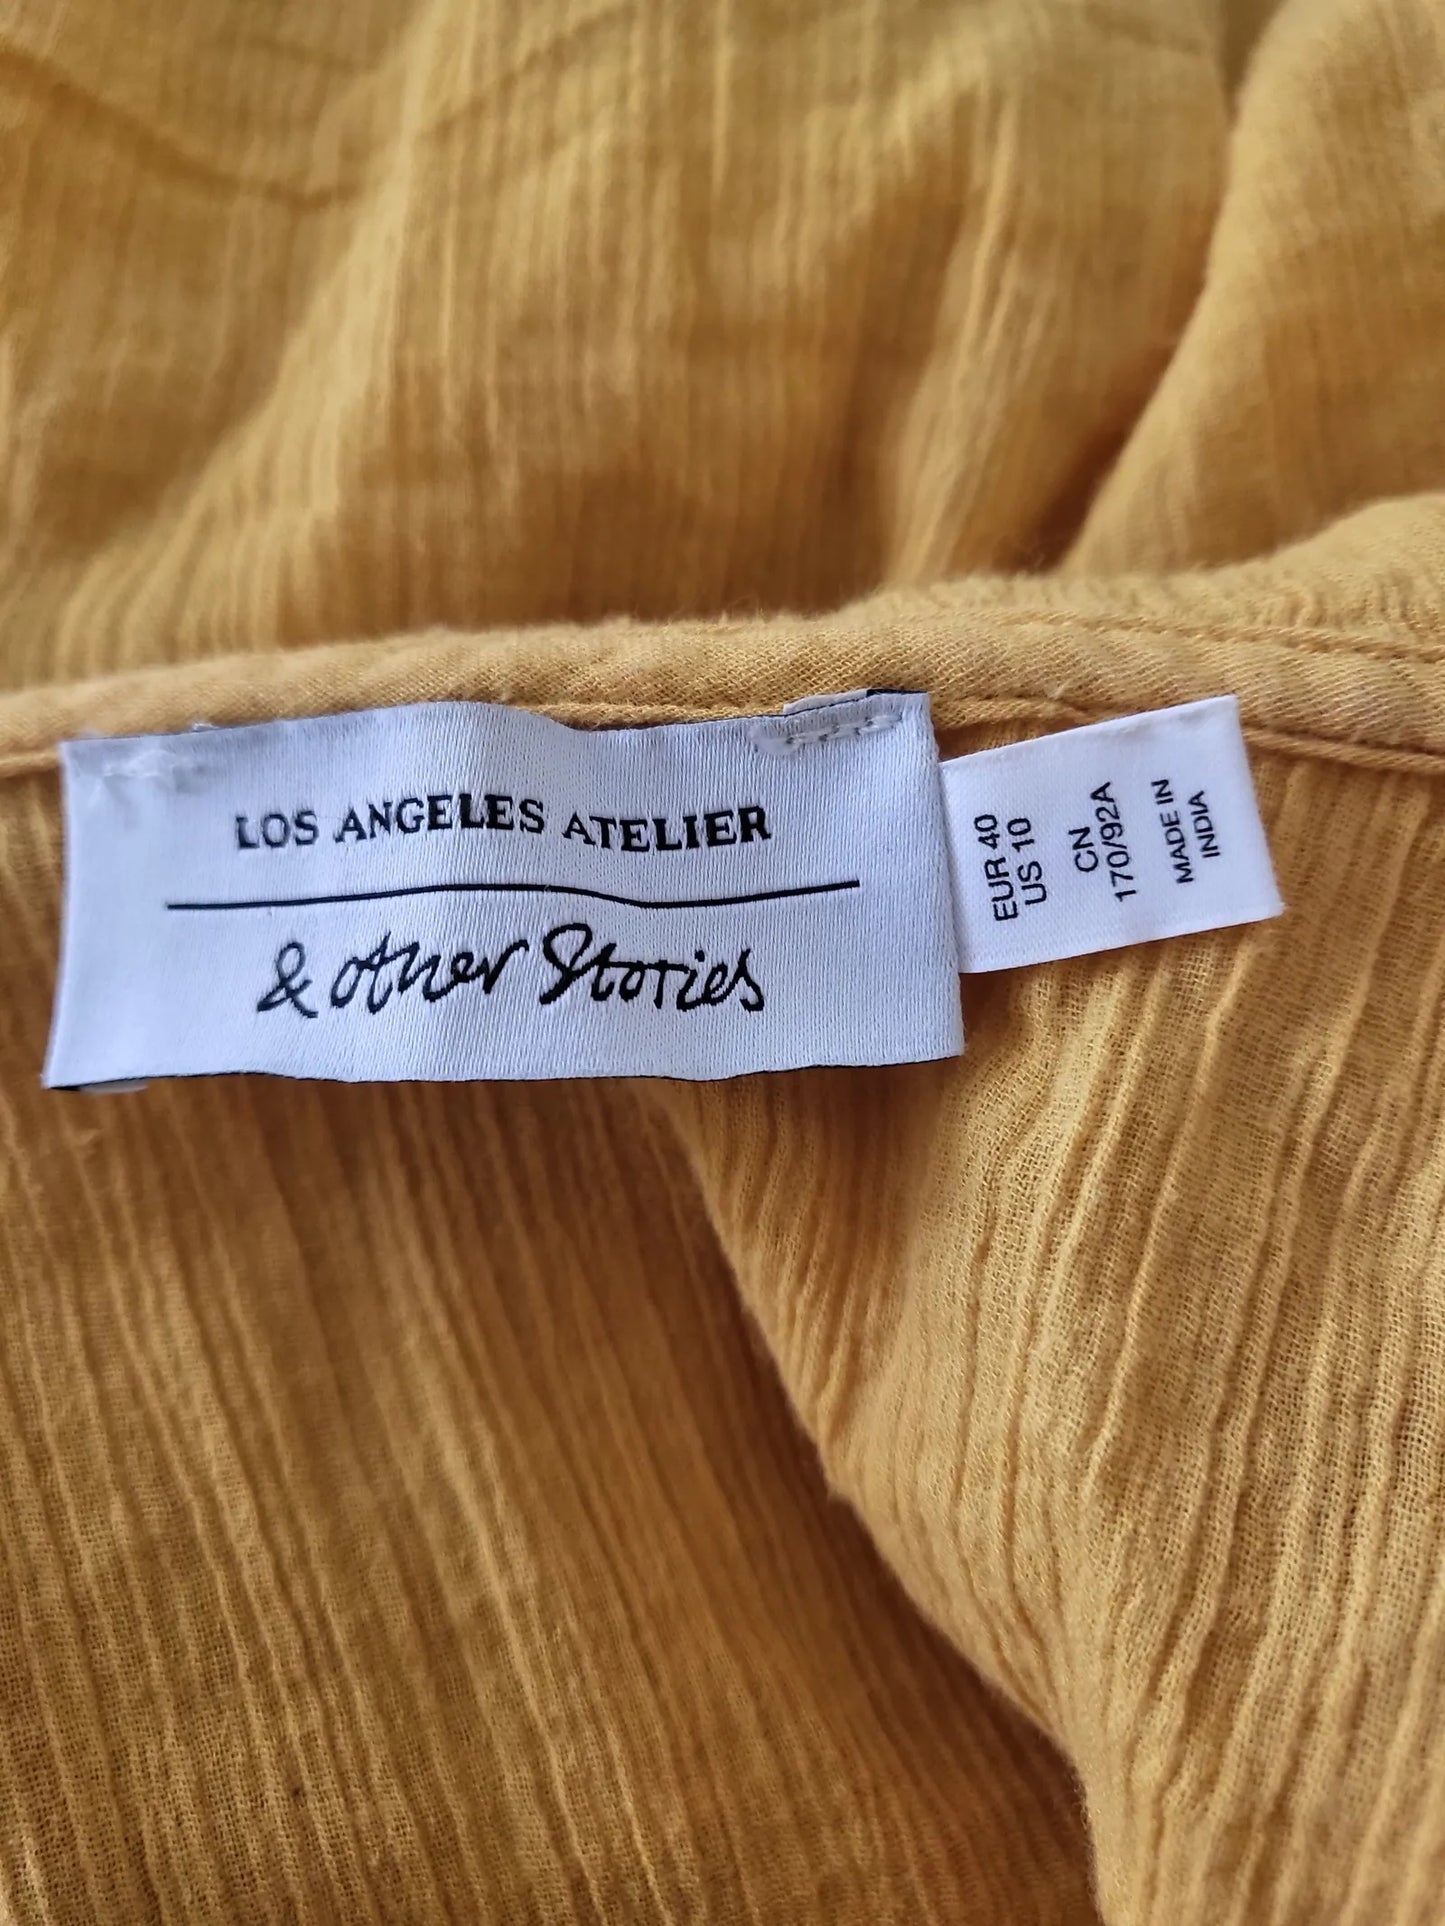 LOS ANGELES ATELIER
& other Stories
EUR 40
US 10
CN
170/92A
MADE IN
INDIA